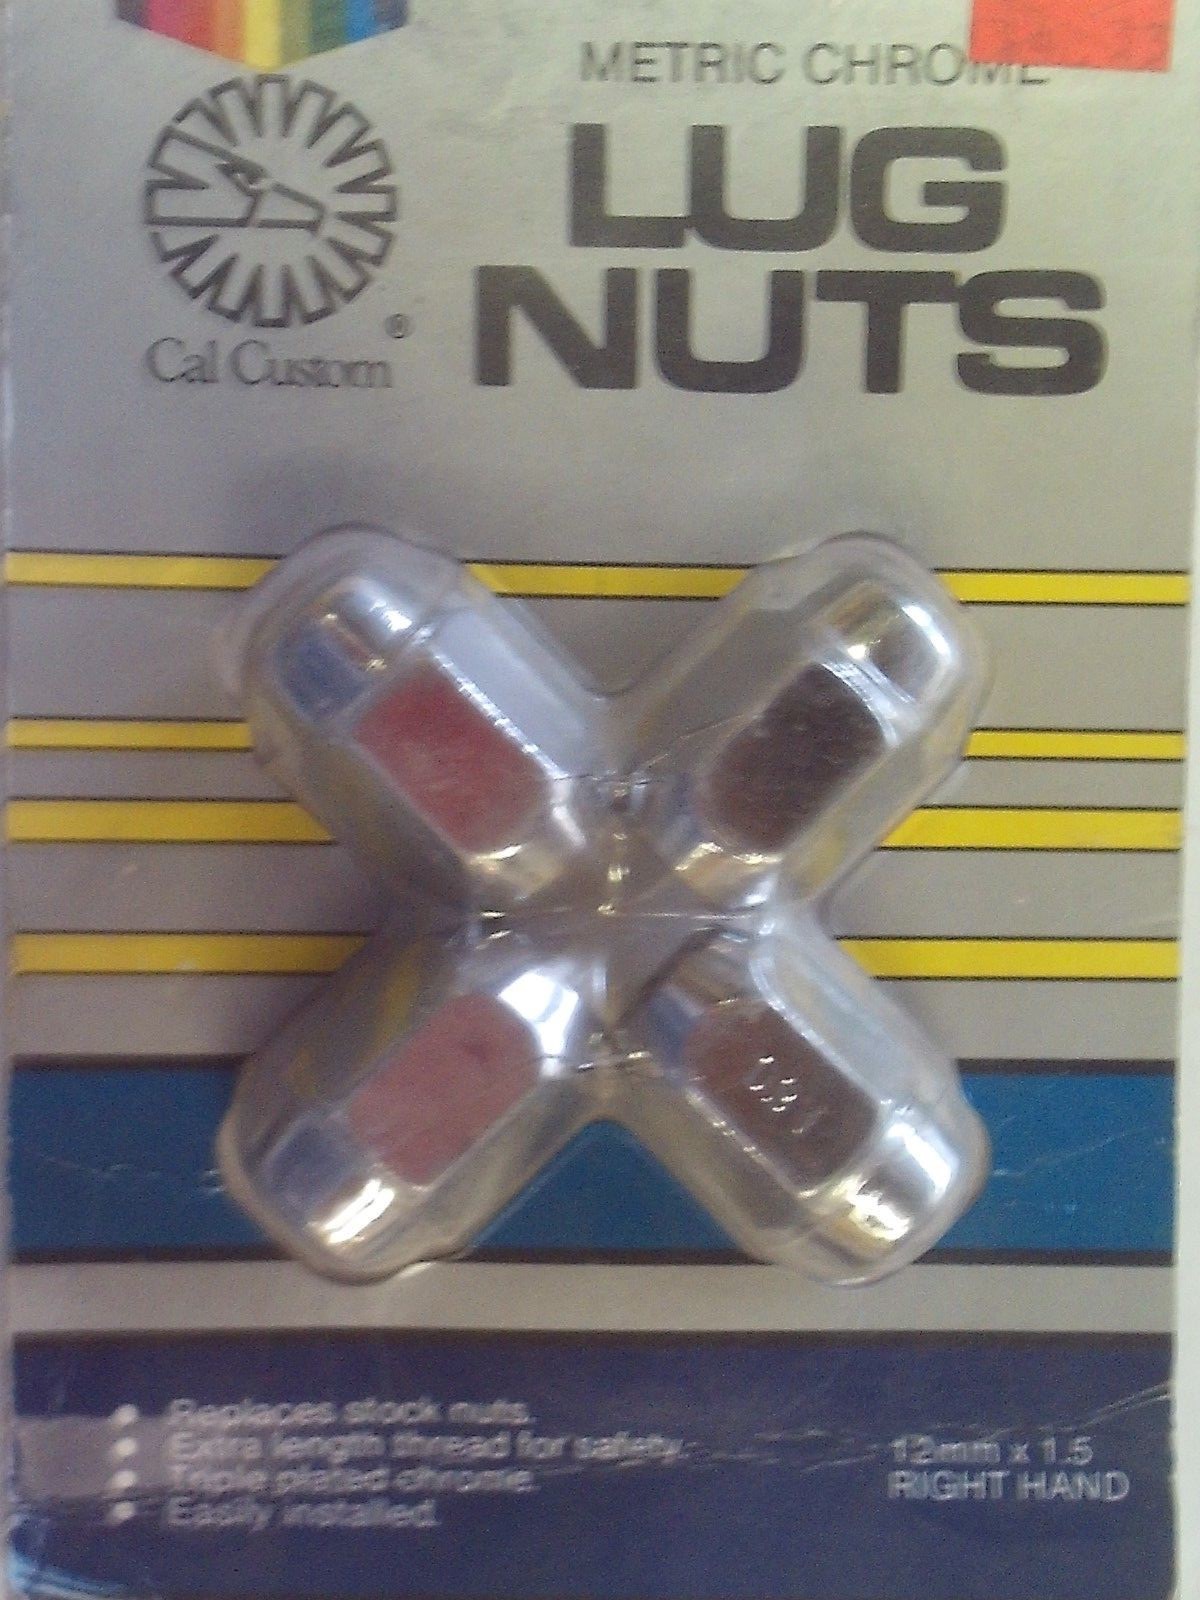 METRIC CHROME
LUG
NUTS
Cal Custom®
• Replaces stock nuts.
• Extra length thread for safety.
• Triple plated chrome.
• Easily installed.
12mm x 1.5
RIGHT HAND